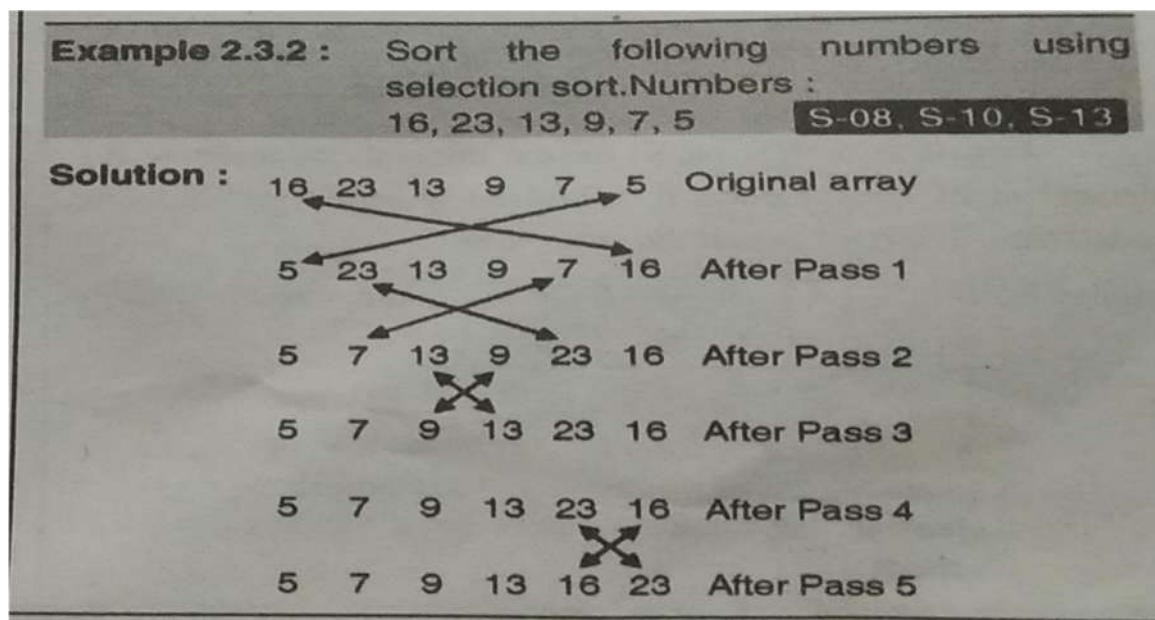 Example 2.3.2 : Sort the following numbers using
selection sort.Numbers :
16, 23, 13, 9, 7, 5 S-08, S-10, S-13
Solution : 16 23 13 9 7 5 Original array
5 23 13 9 7 16 After Pass 1
5 7 13 9 23 16 After Pass 2
5 7 9 13 23 16 After Pass 3
5 7 9 13 23 16 After Pass 4
5 7 9 13 16 23 After Pass 5